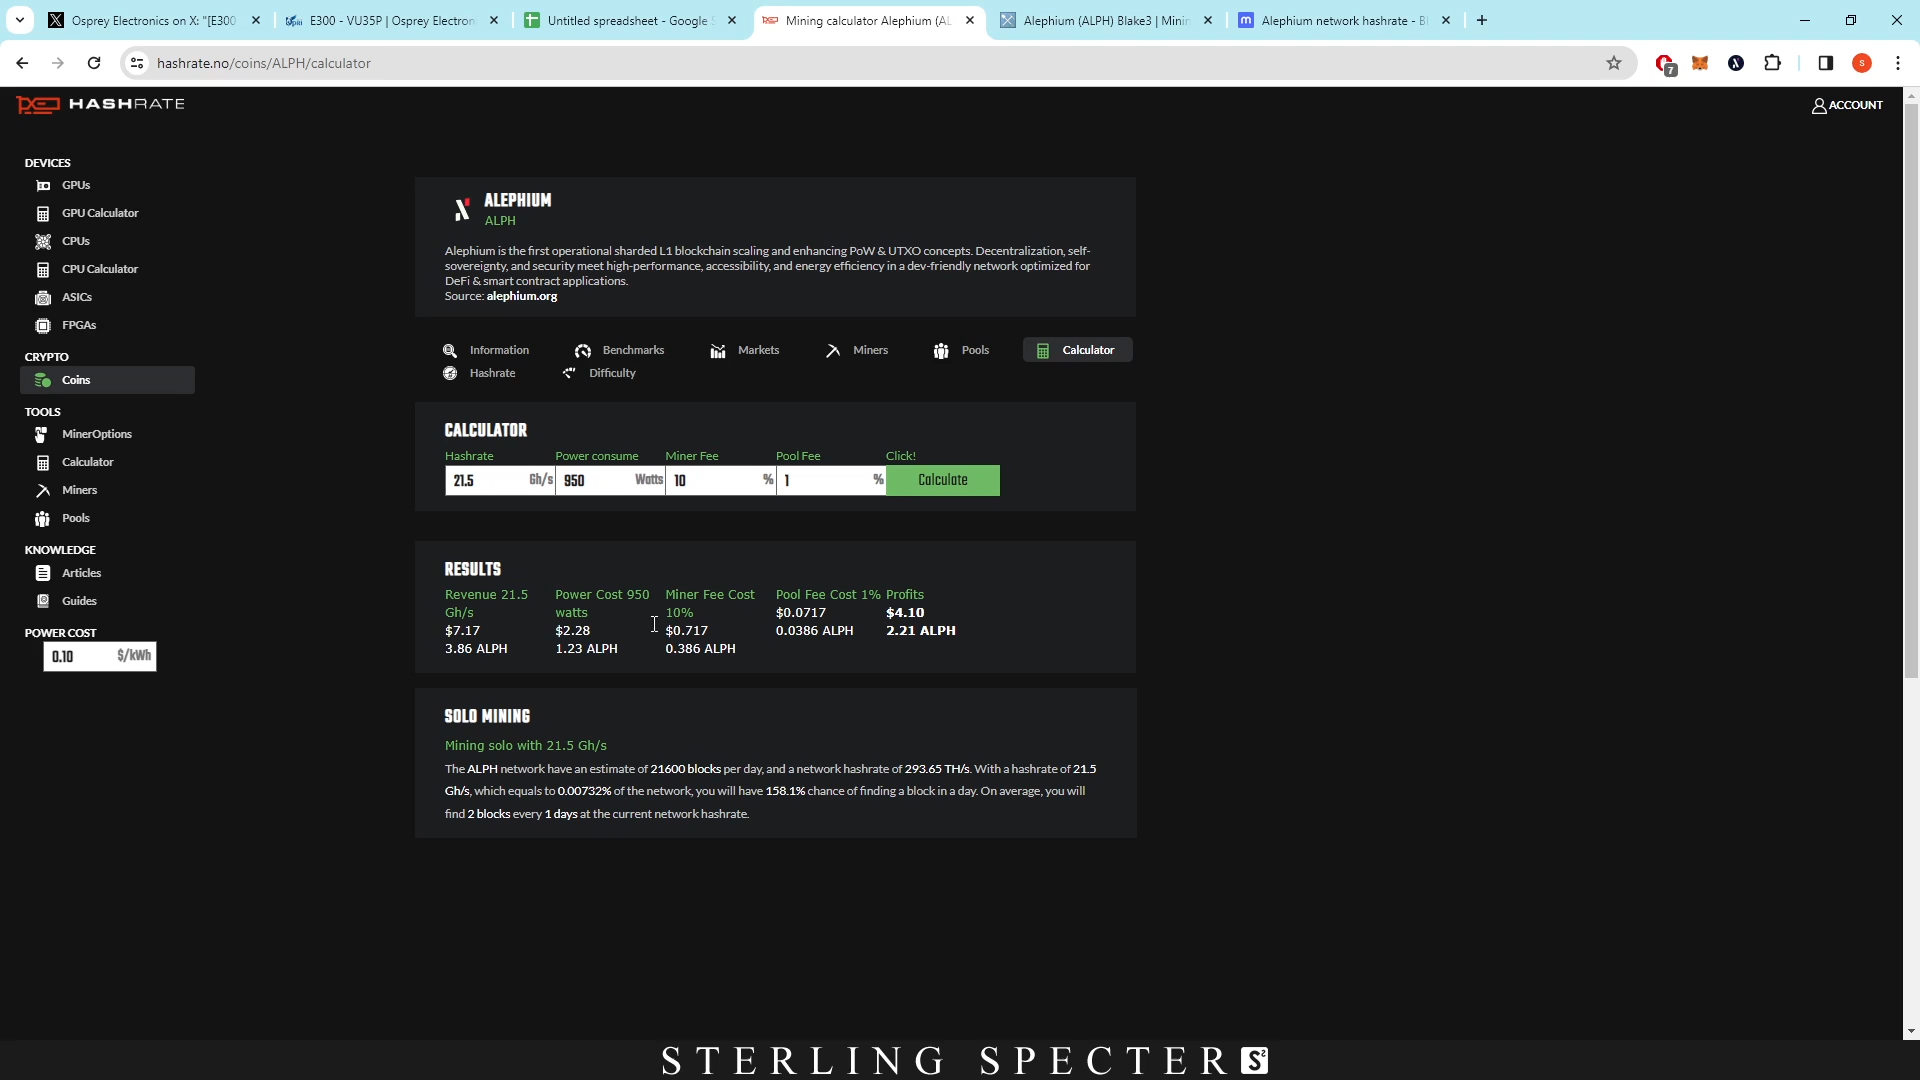 Osprey Electronics on X: "[E300
E300 - VU35P | Osprey Electron
Untitled spreadsheet - Google S
Mining calculator Alephium (AL
Alephium (ALPH) Blake3 | Minin
Alephium network hashrate - Bl
hashrate.no/coins/ALPH/calculator
7
S
HASHRATE
ACCOUNT
DEVICES
GPUs
GPU Calculator
CPUs
CPU Calculator
ASICs
FPGAs
CRYPTO
Coins
TOOLS
MinerOptions
Calculator
Miners
Pools
KNOWLEDGE
Articles
Guides
POWER COST
0.10 $/kWh
ALEPHIUM
ALPH
Alephium is the first operational sharded L1 blockchain scaling and enhancing PoW & UTXO concepts. Decentralization, self-
sovereignty, and security meet high-performance, accessibility, and energy efficiency in a dev-friendly network optimized for
DeFi & smart contract applications.
Source: alephium.org
Information Benchmarks Markets Miners Pools Calculator
Hashrate Difficulty
CALCULATOR
Hashrate Power consume Miner Fee Pool Fee Click!
21.5 Gh/s 950 Watts 10 % 1 % Calculate
RESULTS
Revenue 21.5 Power Cost 950 Miner Fee Cost Pool Fee Cost 1% Profits
Gh/s watts 10% $0.0717 $4.10
$7.17 $2.28 $0.717 0.0386 ALPH 2.21 ALPH
3.86 ALPH 1.23 ALPH 0.386 ALPH
SOLO MINING
Mining solo with 21.5 Gh/s
The ALPH network have an estimate of 21600 blocks per day, and a network hashrate of 293.65 TH/s. With a hashrate of 21.5
Gh/s, which equals to 0.00732% of the network, you will have 158.1% chance of finding a block in a day. On average, you will
find 2 blocks every 1 days at the current network hashrate.
STERLING SPECTER S²